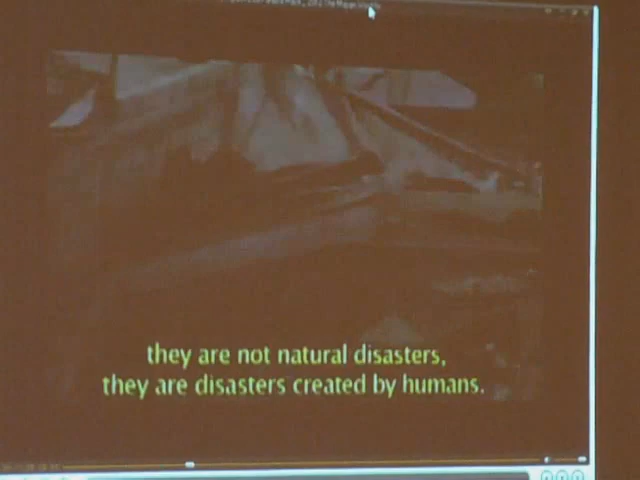 they are not natural disasters,
they are disasters created by humans.